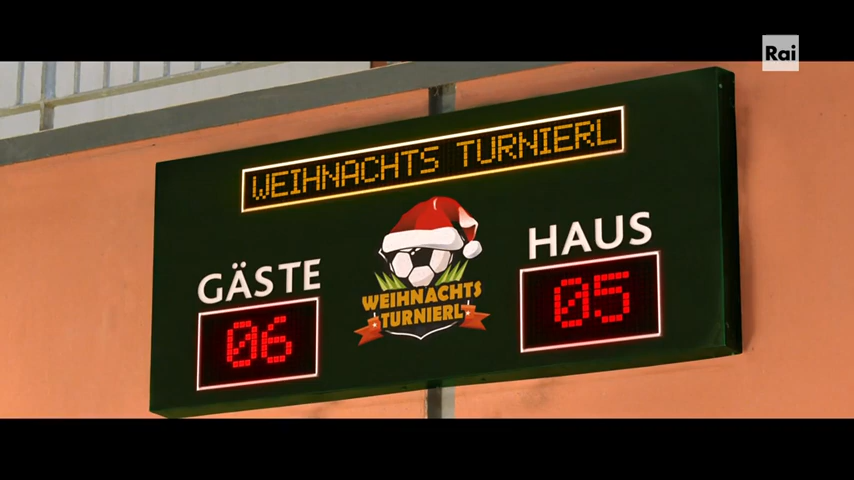 Rai
WEIHNACHTS TURNIERL
GÄSTE
HAUS
WEIHNACHTS
TURNIERL
06
05